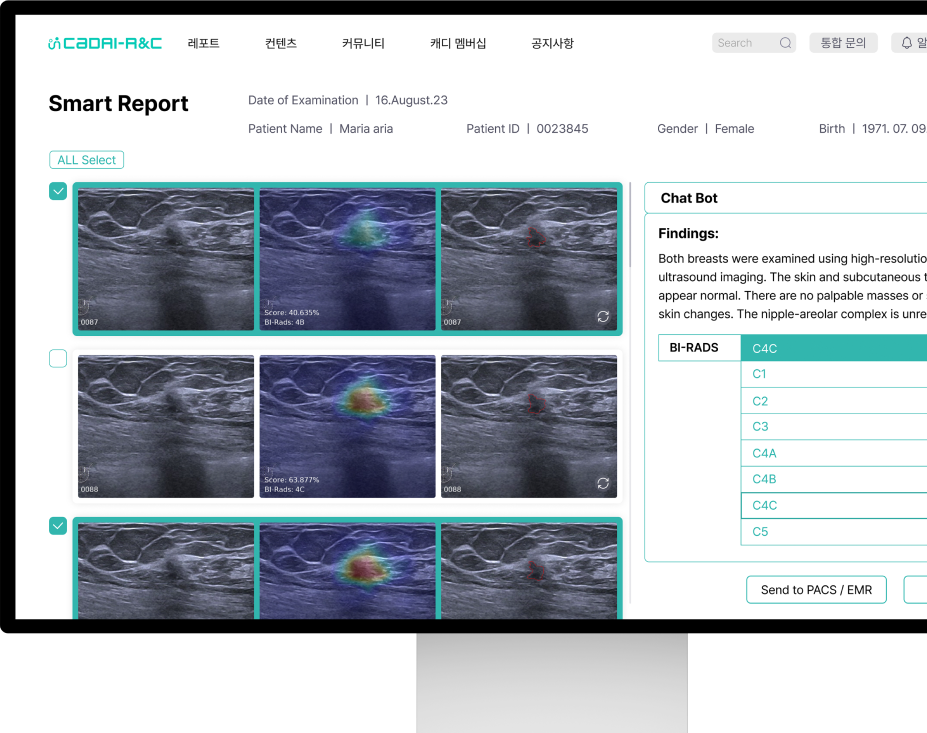 CADAI-R&C 레포트 컨텐츠 커뮤니티 캐디 멤버십 공지사항 Search 통합 문의 알
Smart Report
Date of Examination | 16.August.23
Patient Name | Maria aria Patient ID | 0023845 Gender | Female Birth | 1971. 07. 09
ALL Select
0087
Score: 40.635%
BI-Rads: 4B
0087
0088
Score: 63.877%
BI-Rads: 4C
0088
Chat Bot
Findings:
Both breasts were examined using high-resolutio
ultrasound imaging. The skin and subcutaneous t
appear normal. There are no palpable masses or
skin changes. The nipple-areolar complex is unre
BI-RADS C4C
C1
C2
C3
C4A
C4B
C4C
C5
Send to PACS / EMR